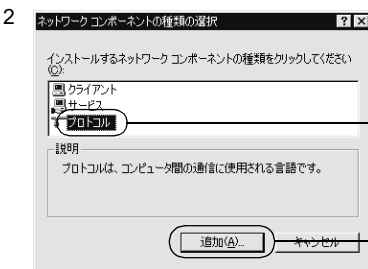 2
ネットワーク コンポーネントの種類の選択
インストールするネットワーク コンポーネントの種類をクリックしてください
(C):
クライアント
サービス
プロトコル
説明
プロトコルは、コンピュータ間の通信に使用される言語です。
追加(A)...
キャンセル